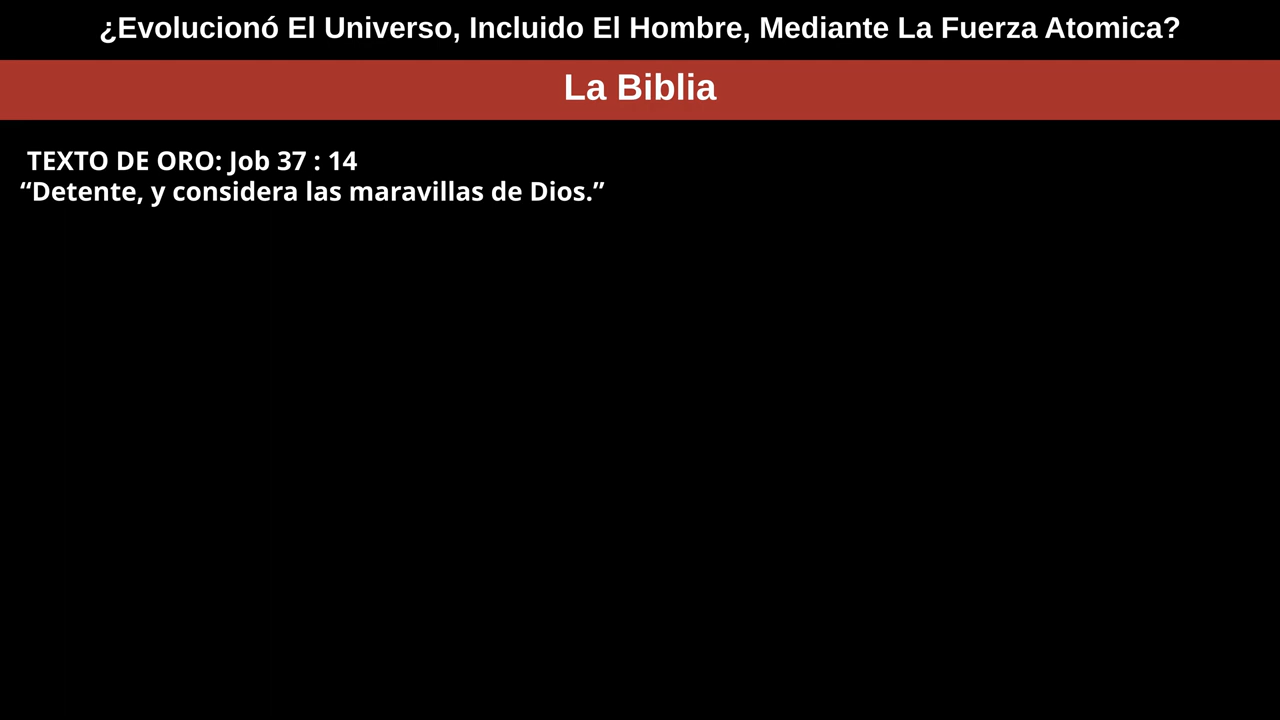 ¿Evolucionó El Universo, Incluido El Hombre, Mediante La Fuerza Atomica?
La Biblia
TEXTO DE ORO: Job 37 : 14
“Detente, y considera las maravillas de Dios.”